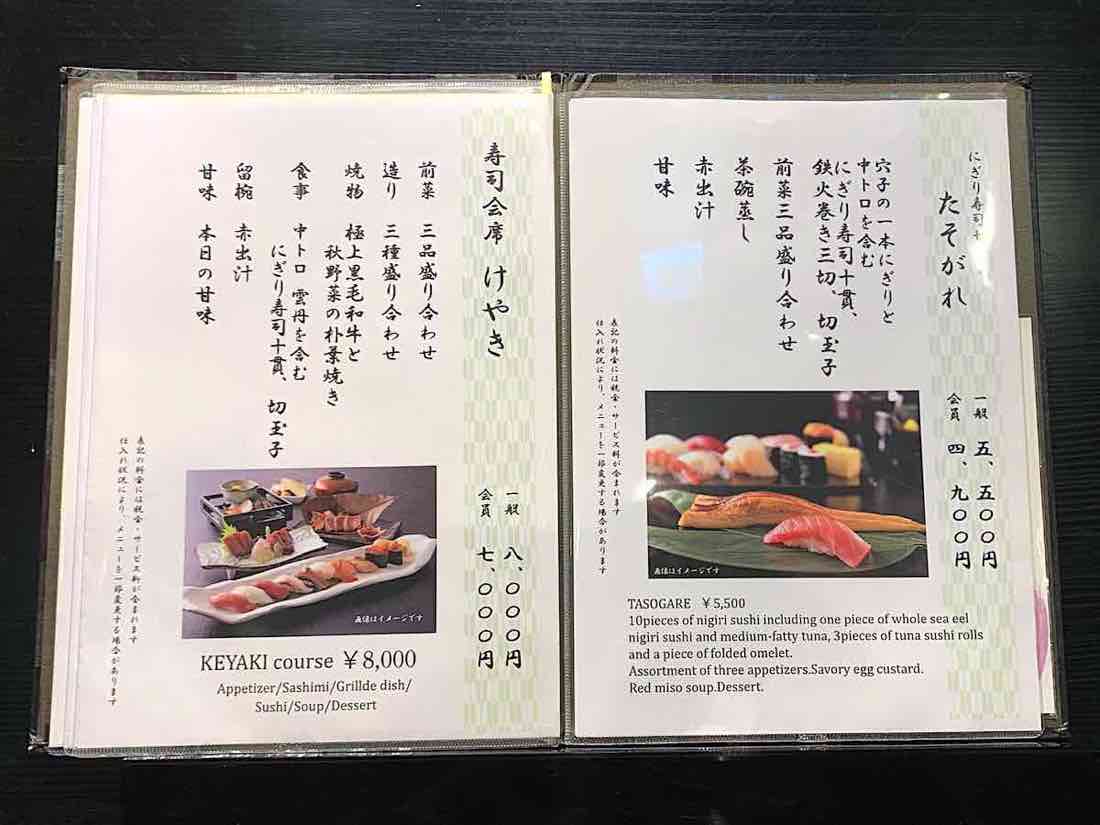 寿司会席 けやき
前菜 三品盛り合わせ
造り 三種盛り合わせ
焼物 極上黒毛和牛と
秋野菜の朴葉焼き
食事 中トロ 雲丹を含む
にぎり寿司十貫、切玉子
留椀 赤出汁
甘味 本日の甘味
一般 八、〇〇〇円
会員 七、〇〇〇円
表記の料金には税金・サービス料が含まれます
仕入れ状況により、メニューを一部変更する場合があります
画像はイメージです
KEYAKI course ¥8,000
Appetizer/Sashimi/Grillde dish/
Sushi/Soup/Dessert
にぎり寿司十
たそがれ
穴子の一本にぎりと
中トロを含む
にぎり寿司十貫、
鉄火巻き三切、切玉子
前菜三品盛り合わせ
茶碗蒸し
赤出汁
甘味
一般 五、五〇〇円
会員 四、九〇〇円
表記の料金には税金・サービス料が含まれます
仕入れ状況により、メニューを一部変更する場合があります
画像はイメージです
TASOGARE ¥5,500
10pieces of nigiri sushi including one piece of whole sea eel
nigiri sushi and medium-fatty tuna, 3pieces of tuna sushi rolls
and a piece of folded omelet.
Assortment of three appetizers.Savory egg custard.
Red miso soup.Dessert.